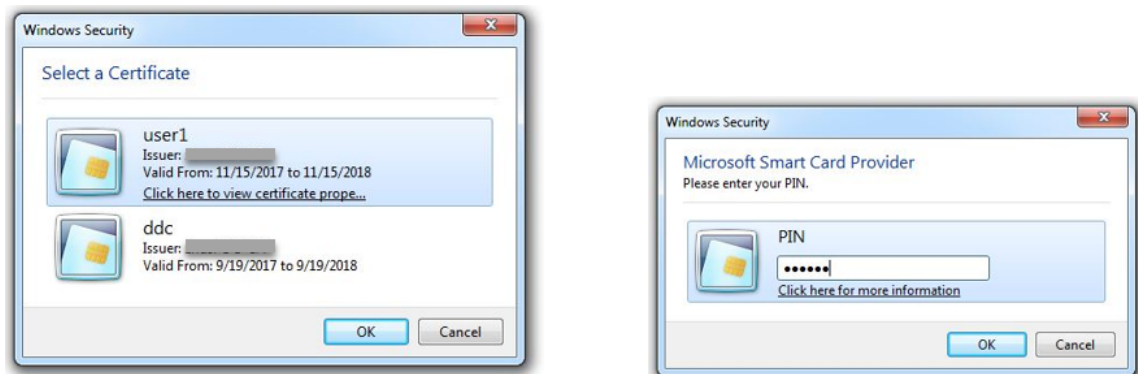 Windows Security
Select a Certificate
user1
Issuer:
Valid From: 11/15/2017 to 11/15/2018
Click here to view certificate prope...
ddc
Issuer:
Valid From: 9/19/2017 to 9/19/2018
OK
Cancel
Windows Security
Microsoft Smart Card Provider
Please enter your PIN.
PIN
••••••
Click here for more information
OK
Cancel